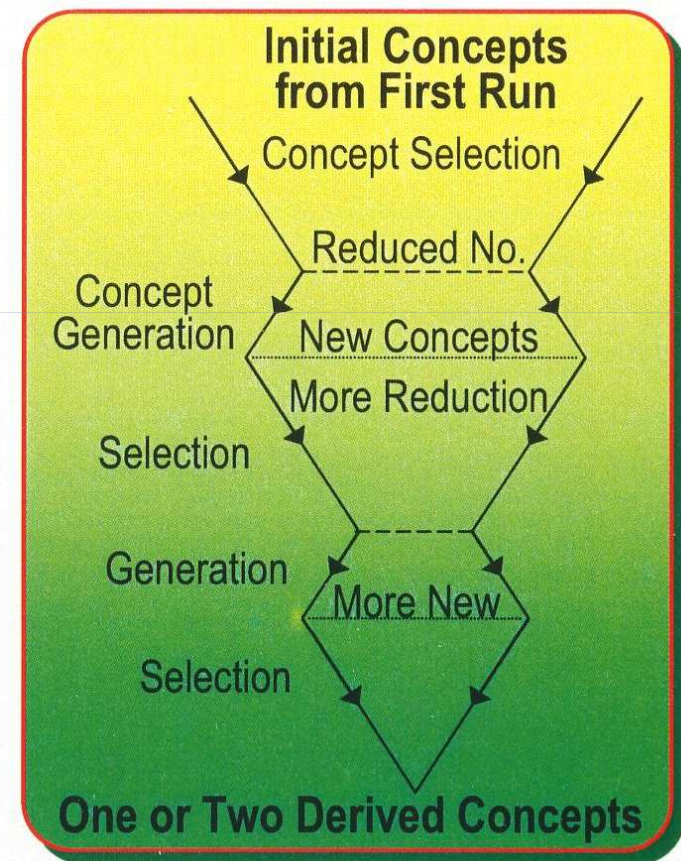 Initial Concepts
from First Run
Concept Selection
Reduced No.
Concept
Generation
New Concepts
More Reduction
Selection
Generation
More New
Selection
One or Two Derived Concepts